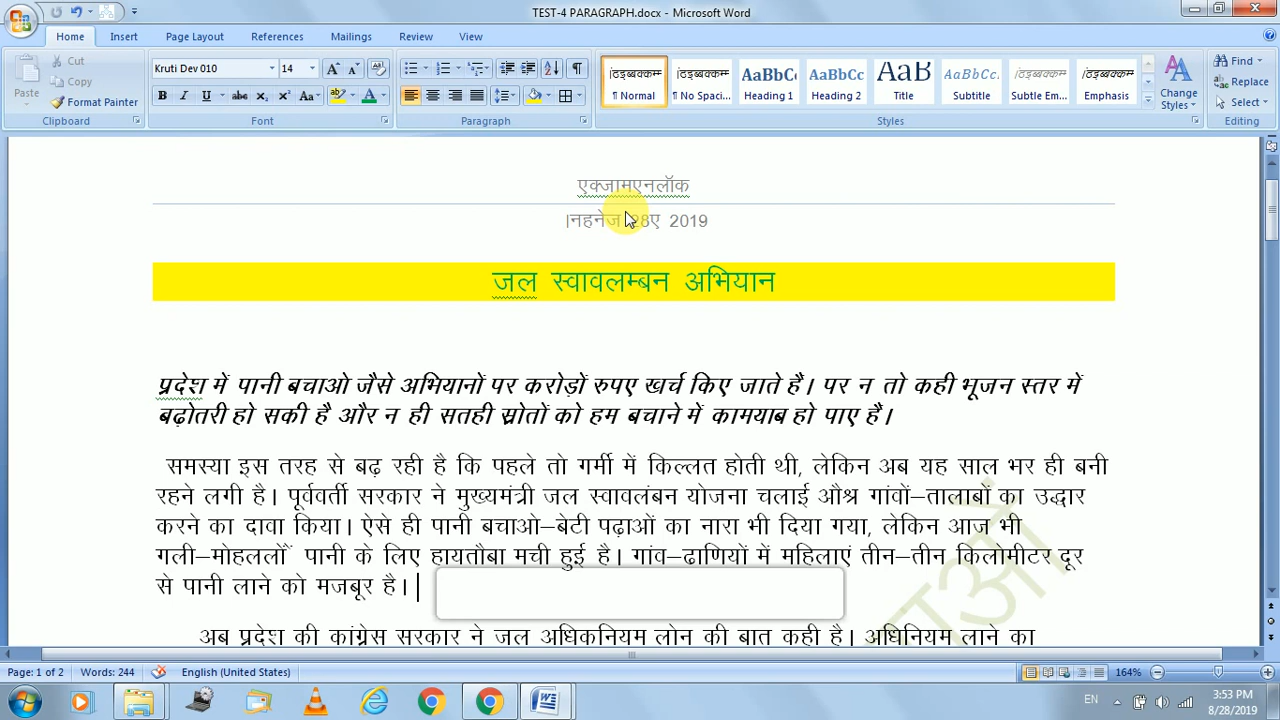 TEST-4 PARAGRAPH.docx - Microsoft Word
Home Insert Page Layout References Mailings Review View
Cut
Copy
Paste
Format Painter
Clipboard
Kruti Dev 010 14
Font
Paragraph
Normal No Spaci... Heading 1 Heading 2 Title Subtitle Subtle Em... Emphasis
Change Styles
Styles
Find
Replace
Select
Editing
एक्जामएनलॉक
।नहनेज 28ए 2019
जल स्वावलम्बन अभियान
प्रदेश में पानी बचाओ जैसे अभियानों पर करोड़ों रुपए खर्च किए जाते हैं। पर न तो कही भूजन स्तर में
बढ़ोतरी हो सकी है और न ही सतही स्रोतों को हम बचाने में कामयाब हो पाए हैं।
समस्या इस तरह से बढ़ रही है कि पहले तो गर्मी में किल्लत होती थी, लेकिन अब यह साल भर ही बनी
रहने लगी है। पूर्ववर्ती सरकार ने मुख्यमंत्री जल स्वावलंबन योजना चलाई औश्र गांवों–तालाबों का उद्धार
करने का दावा किया। ऐसे ही पानी बचाओ–बेटी पढ़ाओं का नारा भी दिया गया, लेकिन आज भी
गली–मोहल्लों पानी के लिए हायतौबा मची हुई है। गांव–ढाणियों में महिलाएं तीन–तीन किलोमीटर दूर
से पानी लाने को मजबूर है।
अब प्रदेश की कांग्रेस सरकार ने जल अधिकनियम लोन की बात कही है। अधिनियम लाने का
Page: 1 of 2 Words: 244 English (United States) 164%
EN 3:53 PM
8/28/2019